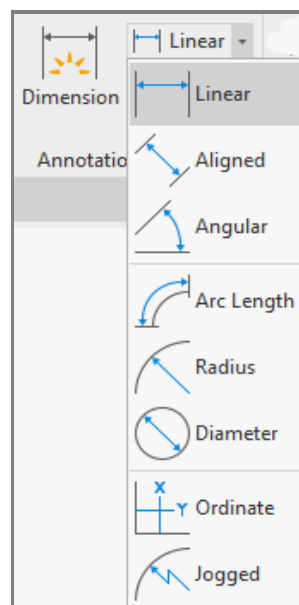 Linear
Dimension
Linear
Annotatio
Aligned
Angular
Arc Length
Radius
Diameter
X
Y
Ordinate
Jogged